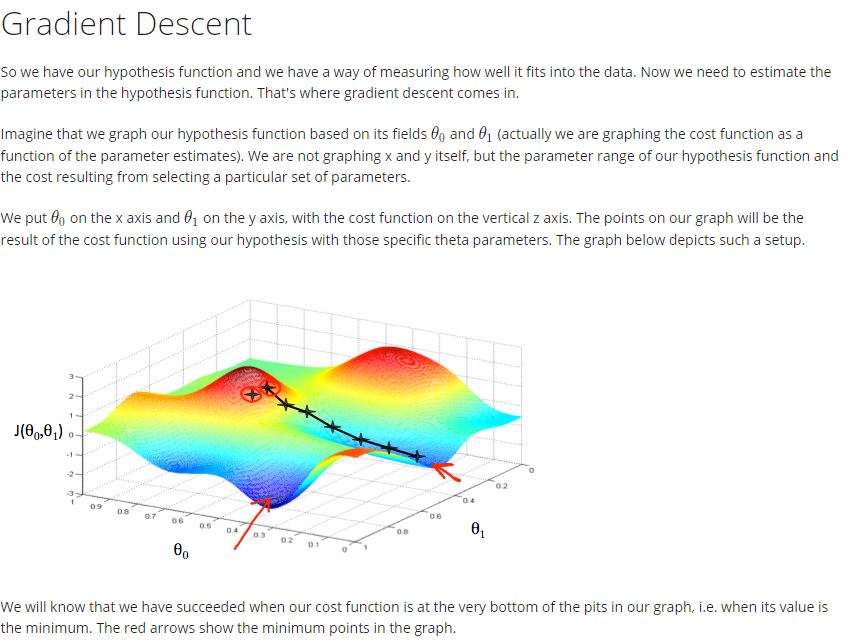 Gradient Descent
So we have our hypothesis function and we have a way of measuring how well it fits into the data. Now we need to estimate the
parameters in the hypothesis function. That's where gradient descent comes in.
Imagine that we graph our hypothesis function based on its fields θ₀ and θ₁ (actually we are graphing the cost function as a
function of the parameter estimates). We are not graphing x and y itself, but the parameter range of our hypothesis function and
the cost resulting from selecting a particular set of parameters.
We put θ₀ on the x axis and θ₁ on the y axis, with the cost function on the vertical z axis. The points on our graph will be the
result of the cost function using our hypothesis with those specific theta parameters. The graph below depicts such a setup.
3
2
1
J(θ₀,θ₁) 0
-1
-2
-3
1 0.9 0.8 0.7 0.6 0.5 0.4 0.3 0.2 0.1 0
θ₀
1 0.8 0.6 0.4 0.2 0
θ₁
We will know that we have succeeded when our cost function is at the very bottom of the pits in our graph, i.e. when its value is
the minimum. The red arrows show the minimum points in the graph.